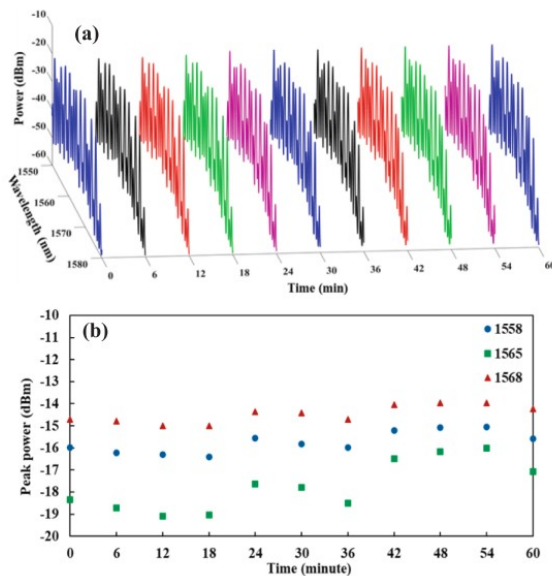 (a)
-10
-20
-30
-40
-50
-60
Power (dBm)
1550
1560
1570
1580
Wavelength (nm)
0 6 12 18 24 30 36 42 48 54 60
Time (min)
(b)
-10
-11
-12
-13
-14
-15
-16
-17
-18
-19
-20
Peak power (dBm)
1558
1565
1568
0 6 12 18 24 30 36 42 48 54 60
Time (minute)